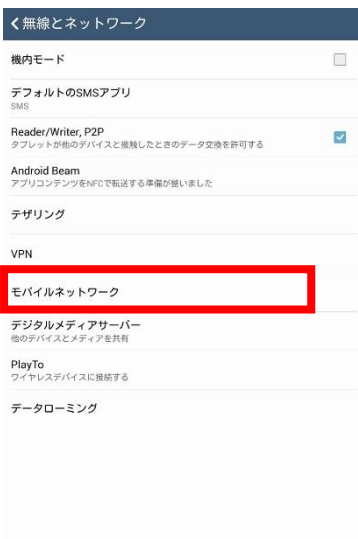 無線とネットワーク
機内モード
デフォルトのSMSアプリ
SMS
Reader/Writer, P2P
タブレットが他のデバイスと接触したときのデータ交換を許可する
Android Beam
アプリコンテンツをNFCで転送する準備が整いました
テザリング
VPN
モバイルネットワーク
デジタルメディアサーバー
他のデバイスとメディアを共有
PlayTo
ワイヤレスデバイスに接続する
データローミング